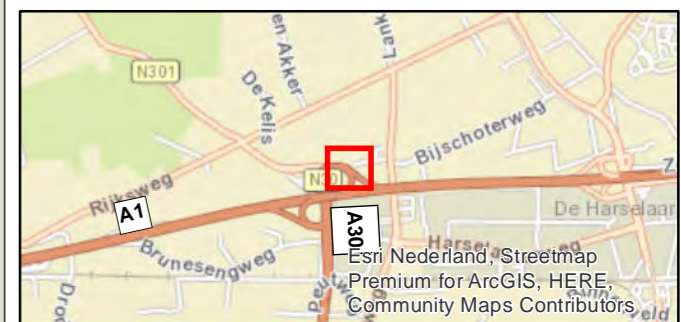 en Akker
Lank
N301
De Kelis
Bijschoterweg
N30
Rijksweg
A1
A30
De Harselaar
Brunesengweg
Esri Nederland, Streetmap
Premium for ArcGIS, HERE,
Community Maps Contributors